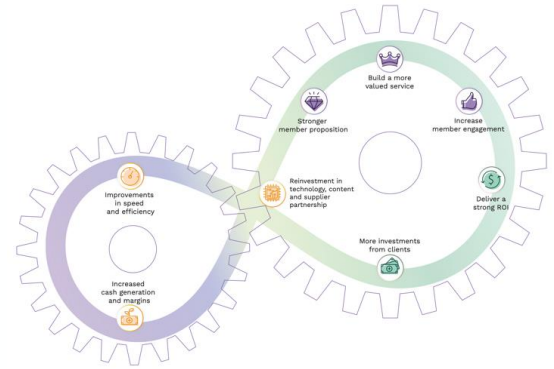 Build a more
valued service
Stronger
member proposition
Increase
member engagement
Reinvestment in
technology, content
and supplier
partnership
Deliver a
strong ROI
More investments
from clients
Improvements
in speed
and efficiency
Increased
cash generation
and margins